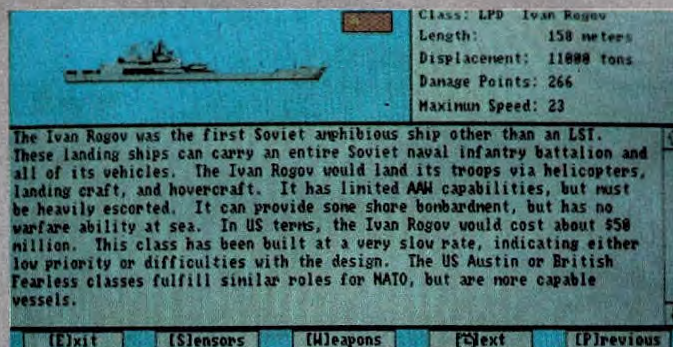 Class: LPD Ivan Rogov
Length: 158 meters
Displacement: 11000 tons
Damage Points: 266
Maximum Speed: 23
The Ivan Rogov was the first Soviet amphibious ship other than an LST.
These landing ships can carry an entire Soviet naval infantry battalion and
all of its vehicles. The Ivan Rogov would land its troops via helicopters,
landing craft, and hovercraft. It has limited AAW capabilities, but must
be heavily escorted. It can provide some shore bombardment, but has no
warfare ability at sea. In US terms, the Ivan Rogov would cost about $50
million. This class has been built at a very slow rate, indicating either
low priority or difficulties with the design. The US Austin or British
Fearless classes fulfill similar roles for NATO, but are more capable
vessels.
[E]xit [S]ensors [W]eapons [N]ext [P]revious